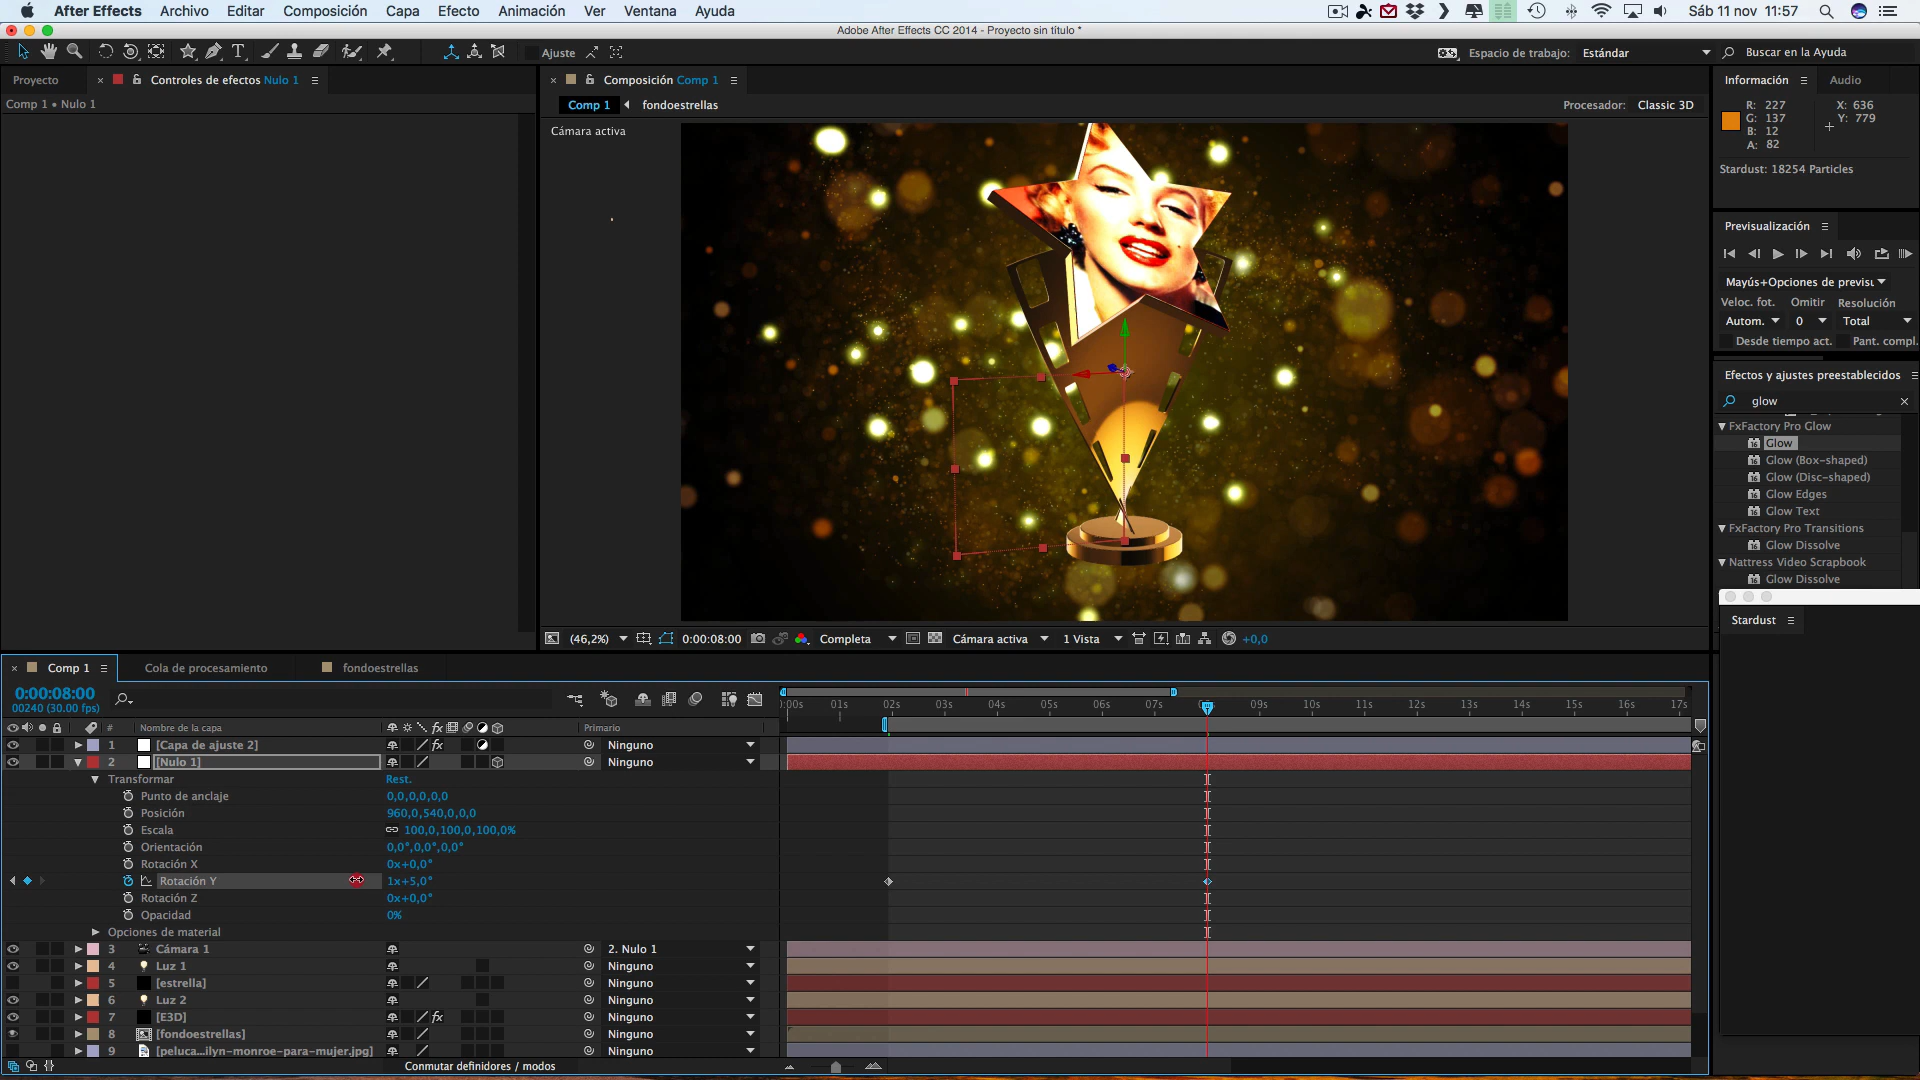 After Effects Archivo Editar Composición Capa Efecto Animación Ver Ventana Ayuda Sáb 11 nov 11:57
Adobe After Effects CC 2014 - Proyecto sin título *
Ajuste Espacio de trabajo: Estándar Buscar en la Ayuda
Proyecto × Controles de efectos Nulo 1
Comp 1 • Nulo 1
× Composición Comp 1
Comp 1 fondoestrellas Procesador: Classic 3D
Cámara activa
Información Audio
R: 227 X: 636
G: 137 Y: 779
B: 12
A: 82
Stardust: 18254 Particles
Previsualización
Mayús+Opciones de previsu
Veloc. fot. Omitir Resolución
Autom. 0 Total
Desde tiempo act. Pant. compl.
Efectos y ajustes preestablecidos
glow
FxFactory Pro Glow
Glow
Glow (Box-shaped)
Glow (Disc-shaped)
Glow Edges
Glow Text
FxFactory Pro Transitions
Glow Dissolve
Nattress Video Scrapbook
Glow Dissolve
Stardust
(46,2%) 0:00:08:00 Completa Cámara activa 1 Vista +0,0
× Comp 1 Cola de procesamiento fondoestrellas
0:00:08:00
00240 (30.00 fps)
):00s 01s 02s 03s 04s 05s 06s 07s 09s 10s 11s 12s 13s 14s 15s 16s 17s
# Nombre de la capa fx Primario
1 [Capa de ajuste 2] fx Ninguno
2 [Nulo 1] Ninguno
Transformar Rest.
Punto de anclaje 0,0,0,0,0,0
Posición 960,0,540,0,0,0
Escala 100,0,100,0,100,0%
Orientación 0,0°,0,0°,0,0°
Rotación X 0x+0,0°
Rotación Y 1x+5,0°
Rotación Z 0x+0,0°
Opacidad 0%
Opciones de material
3 Cámara 1 2. Nulo 1
4 Luz 1 Ninguno
5 [estrella] Ninguno
6 Luz 2 Ninguno
7 [E3D] fx Ninguno
8 [fondoestrellas] Ninguno
9 [peluca...ilyn-monroe-para-mujer.jpg] Ninguno
Conmutar definidores / modos